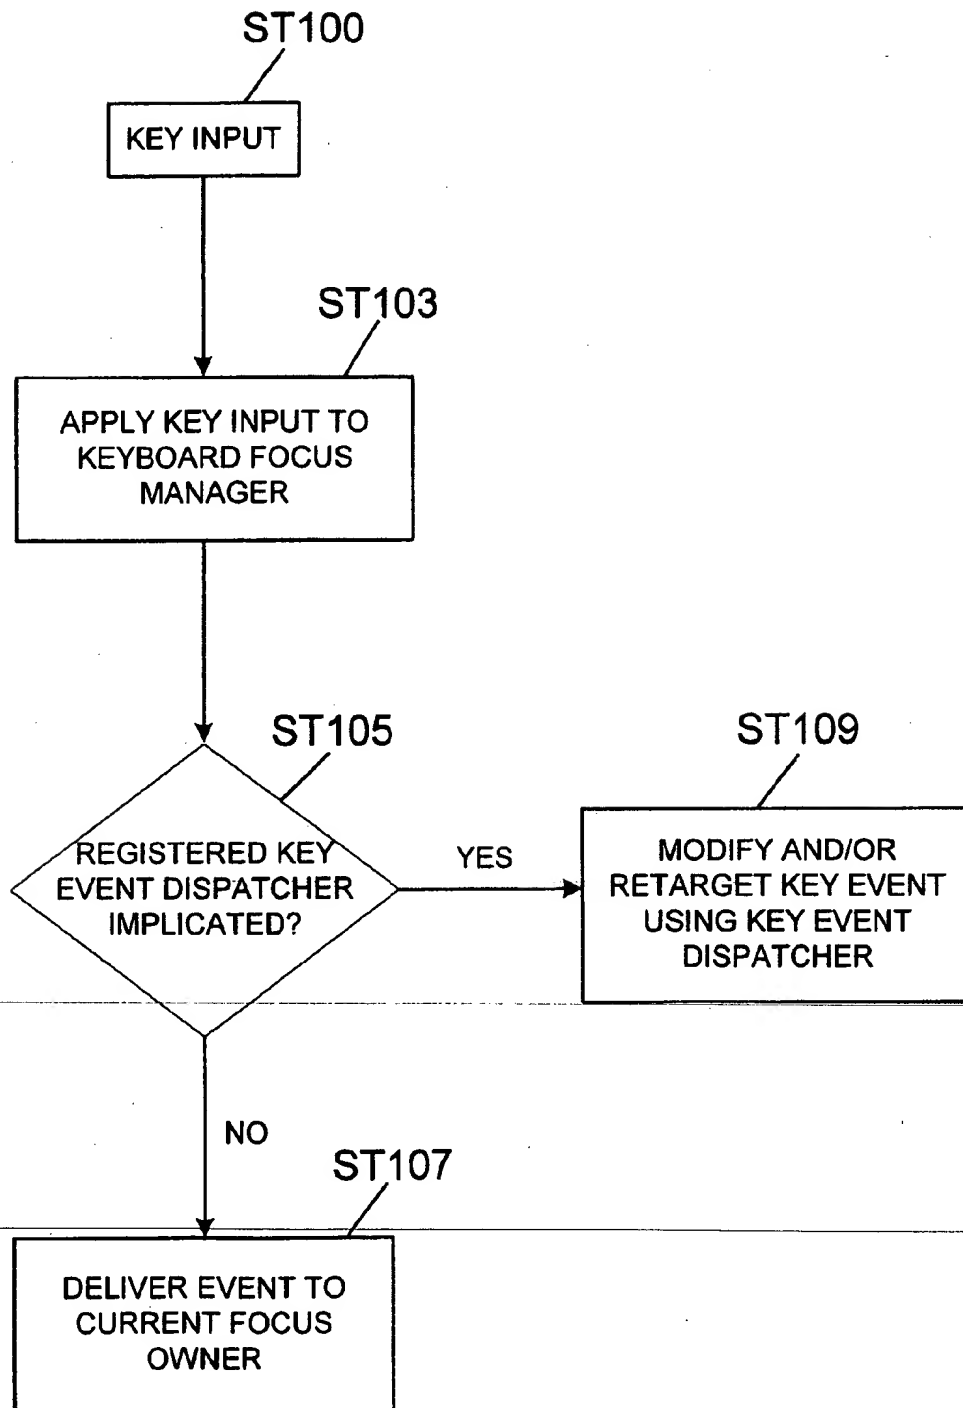 ST100
KEY INPUT
ST103
APPLY KEY INPUT TO
KEYBOARD FOCUS
MANAGER
ST105
REGISTERED KEY
EVENT DISPATCHER
IMPLICATED?
YES
ST109
MODIFY AND/OR
RETARGET KEY EVENT
USING KEY EVENT
DISPATCHER
NO
ST107
DELIVER EVENT TO
CURRENT FOCUS
OWNER